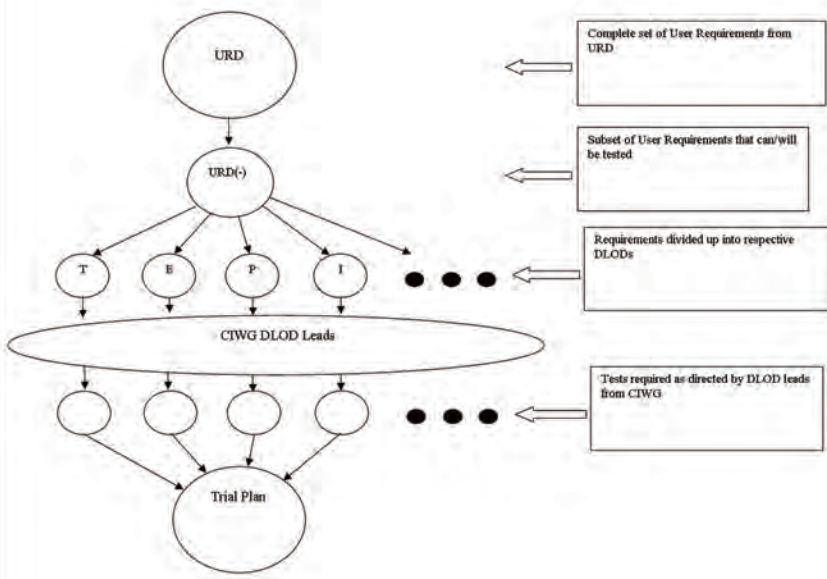 URD
Complete set of User Requirements from
URD
URD(-)
Subset of User Requirements that can/will
be tested
T
E
P
I
Requirements divided up into respective
DLODs
CIWG DLOD Leads
Tests required as directed by DLOD leads
from CIWG
Trial Plan